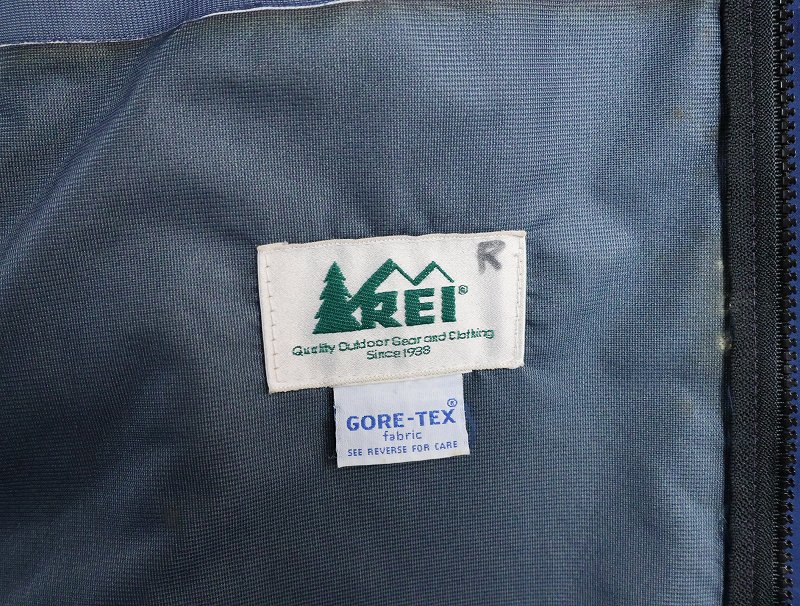 R
REI®
Quality Outdoor Gear and Clothing
Since 1938
GORE-TEX®
fabric
SEE REVERSE FOR CARE